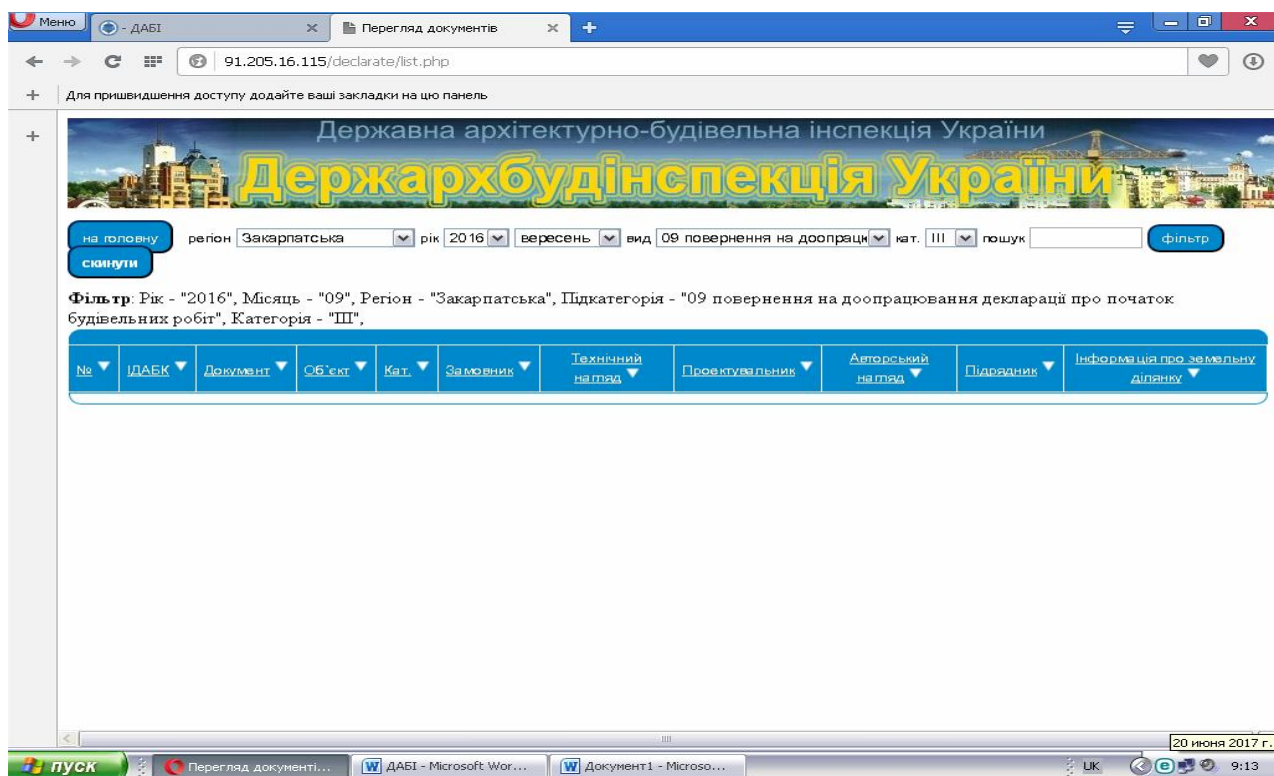 Меню
- ДАБІ
Перегляд документів
91.205.16.115/declarate/list.php
Для пришвидшення доступу додайте ваші закладки на цю панель
Державна архітектурно-будівельна інспекція України
Держархбудінспекція України
на головну регіон Закарпатська рік 2016 вересень вид 09 повернення на доопрацн кат. III пошук фільтр
скинути
Фільтр: Рік - "2016", Місяць - "09", Регіон - "Закарпатська", Підкатегорія - "09 повернення на доопрацювання декларації про початок
будівельних робіт", Категорія - "III",
№ ІДАБК Документ Об'єкт Кат. Замовник Технічний нагляд Проектувальник Авторський нагляд Підрядник Інформація про земельну ділянку
20 июня 2017 г.
пуск Перегляд документі... ДАБІ - Microsoft Wor... Документ1 - Microso... UK 9:13